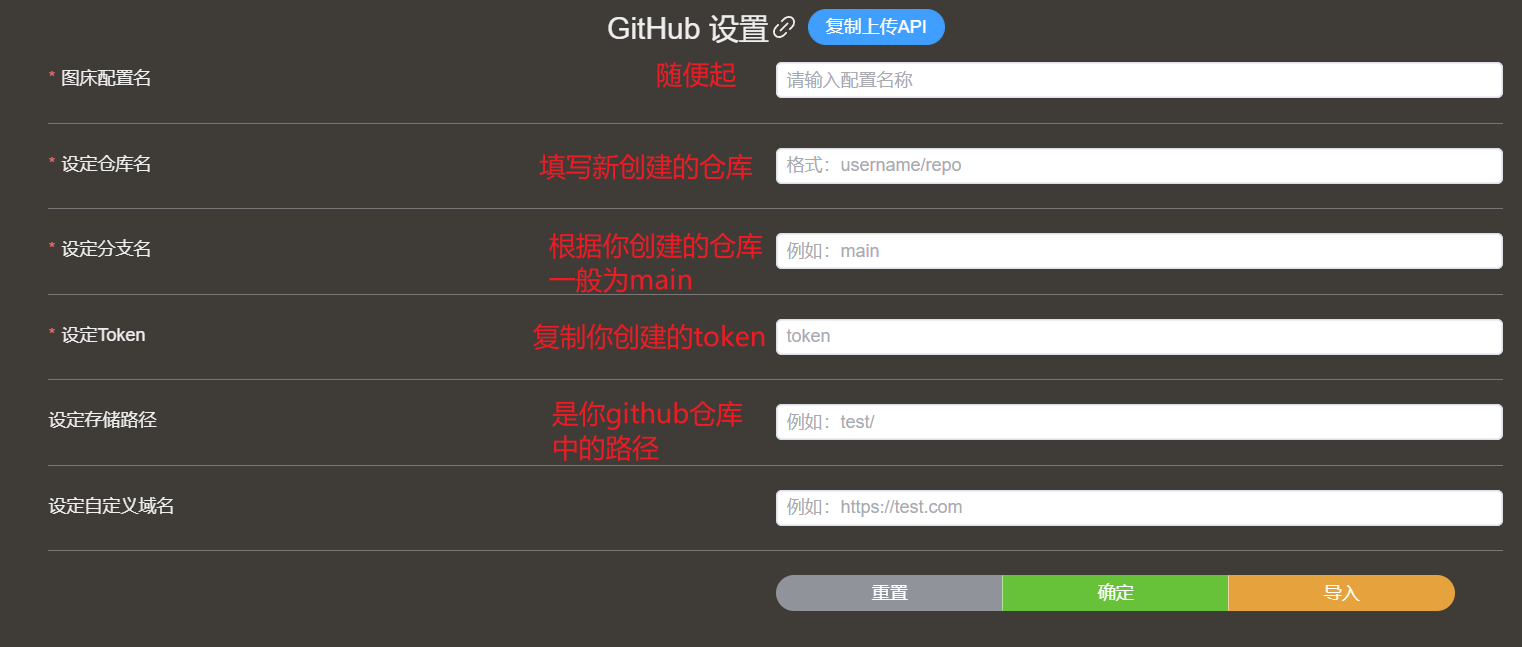 GitHub 设置 复制上传API
* 图床配置名 随便起 请输入配置名称
* 设定仓库名 填写新创建的仓库 格式：username/repo
* 设定分支名 根据你创建的仓库 例如：main
一般为main
* 设定Token 复制你创建的token token
设定存储路径 是你github仓库 例如：test/
中的路径
设定自定义域名 例如：https://test.com
重置 确定 导入